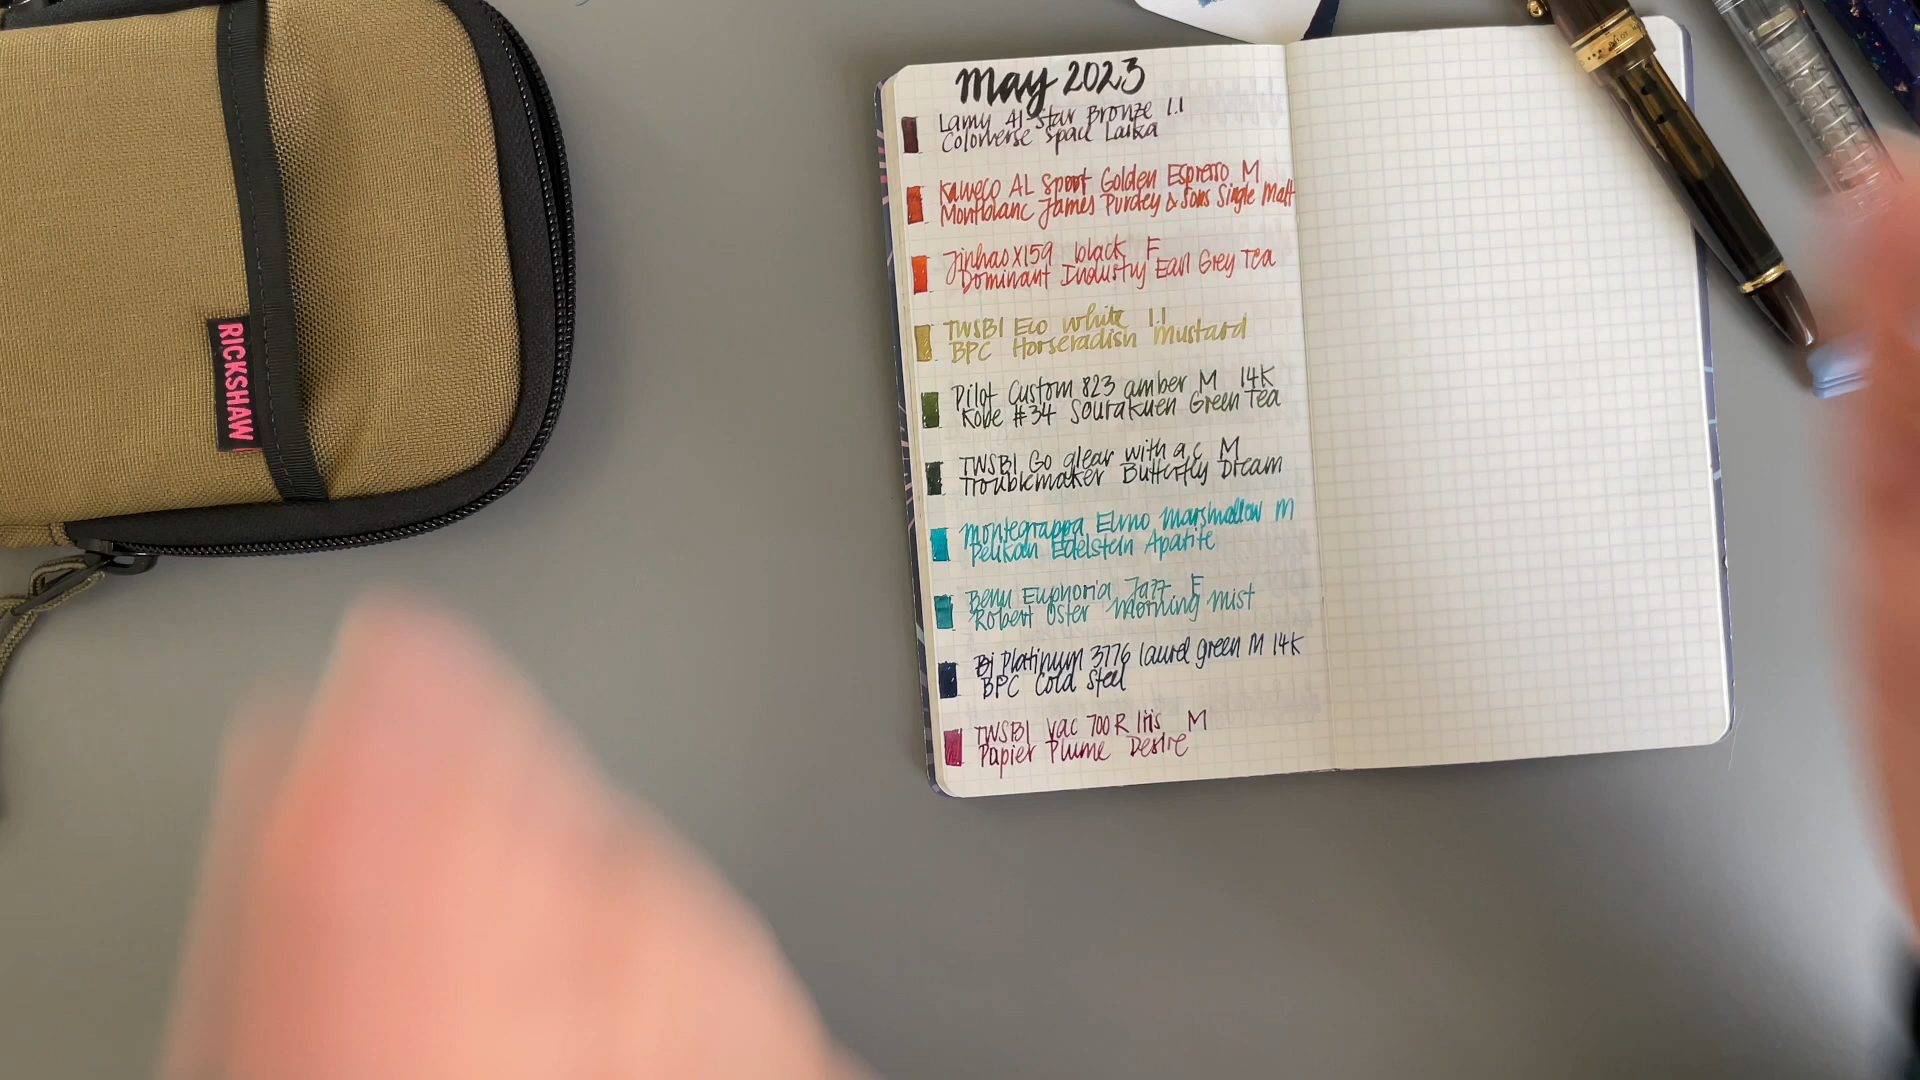 RICKSHAW
May 2023
Lamy Al-Star Bronze 1.1
Colorverse Space Laika
Kaweco AL Sport Golden Espresso M
Montblanc James Purdey & Sons Single Malt
Jinhao X159 black F
Dominant Industry Earl Grey Tea
TWSBI Eco white 1.1
BPC Horseradish Mustard
Pilot Custom 823 amber M 14K
Kobe #34 Sourakuen Green Tea
TWSBI Go glear with a c M
Troublemaker Butterfly Dream
Montegrappa Elmo Marshmallow M
Pelikan Edelstein Apatite
Benu Euphoria Jazz F
Robert Oster Morning Mist
Platinum 3776 laurel green M 14K
BPC Cold Steel
TWSBI Vac 700R Iris M
Papier Plume Desire